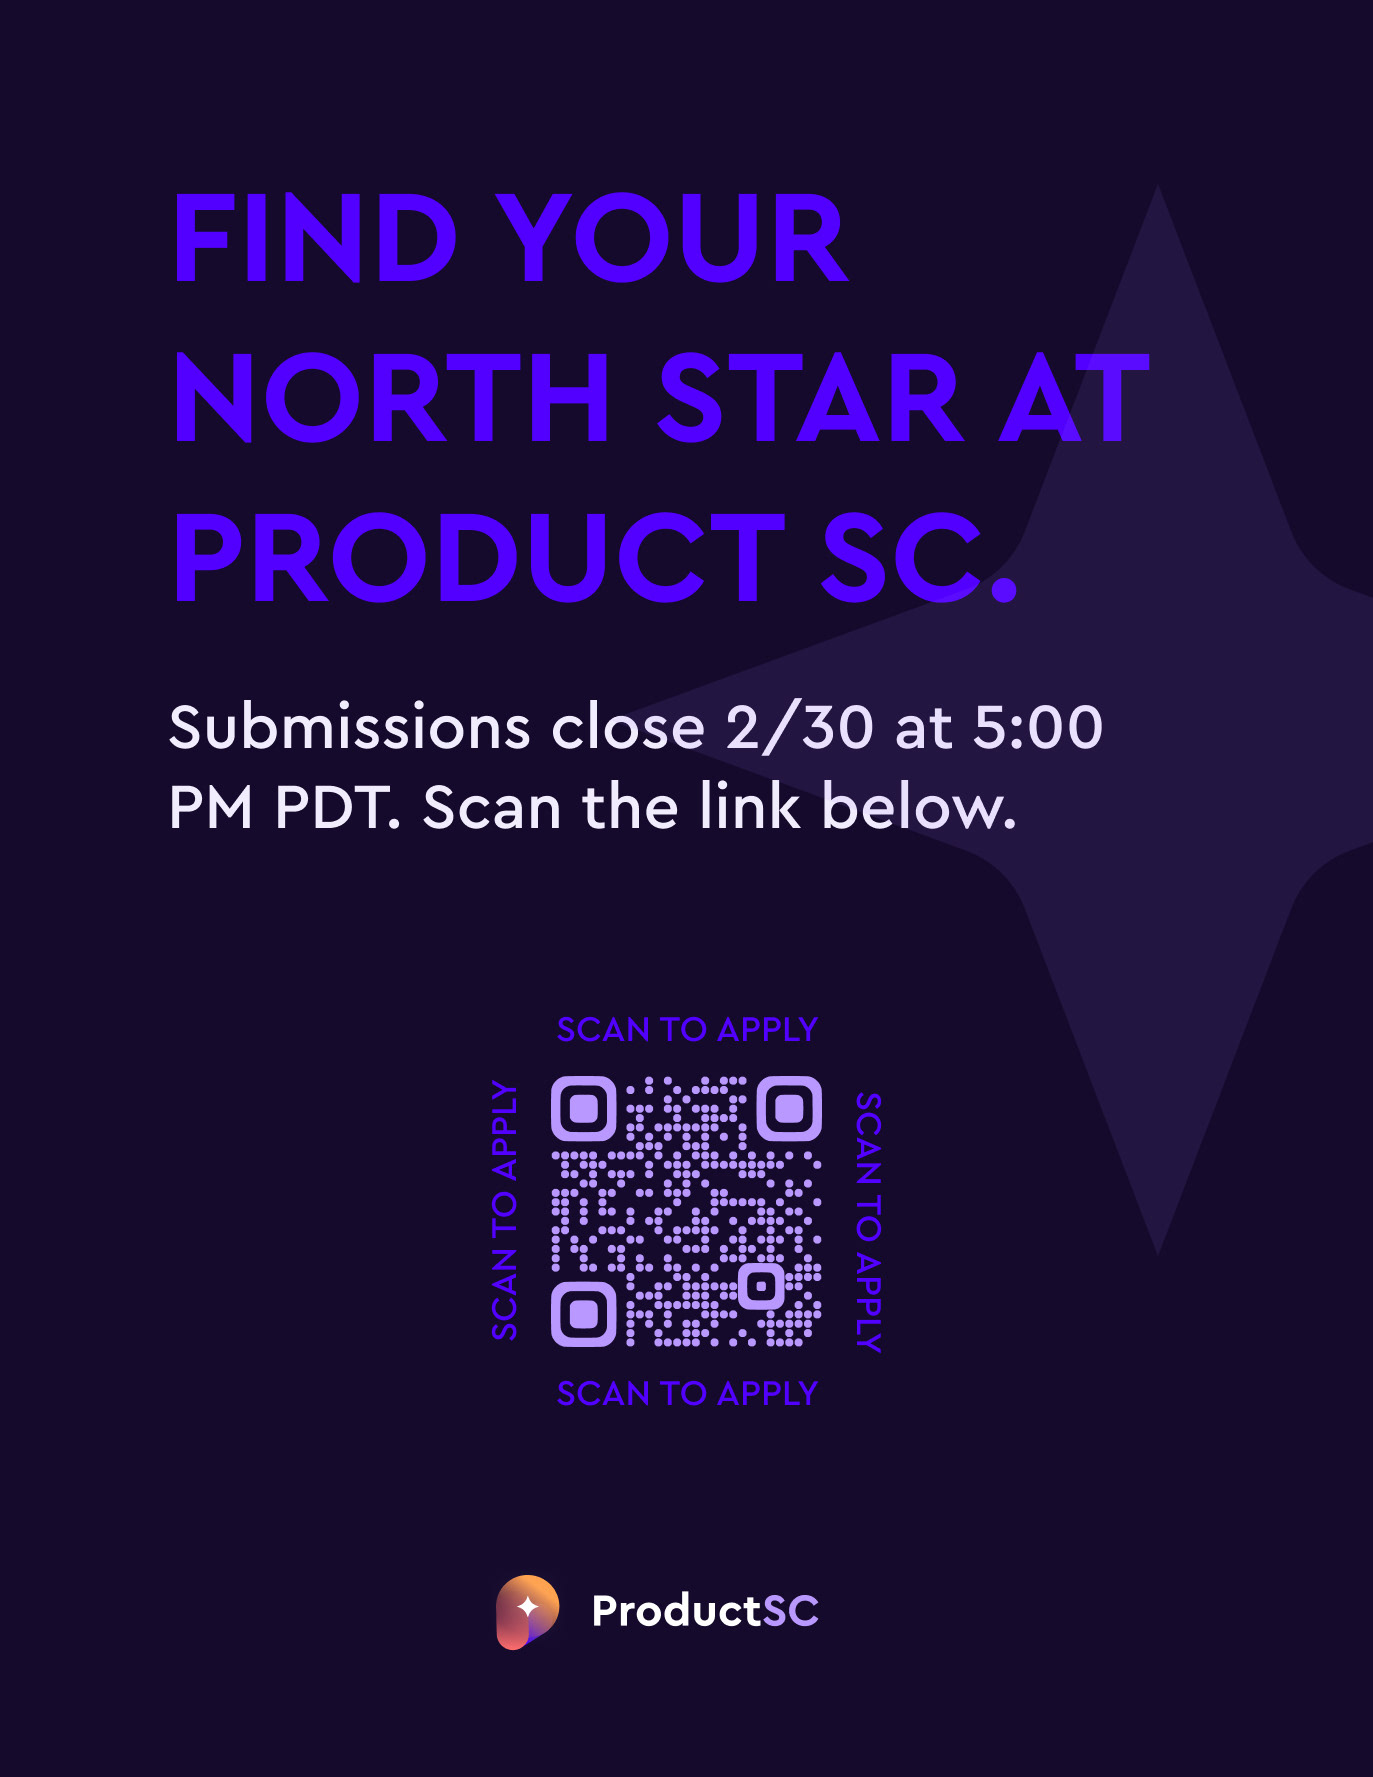 FIND YOUR
NORTH STAR AT
PRODUCT SC.
Submissions close 2/30 at 5:00
PM PDT. Scan the link below.
SCAN TO APPLY
SCAN TO APPLY
SCAN TO APPLY
SCAN TO APPLY
ProductSC